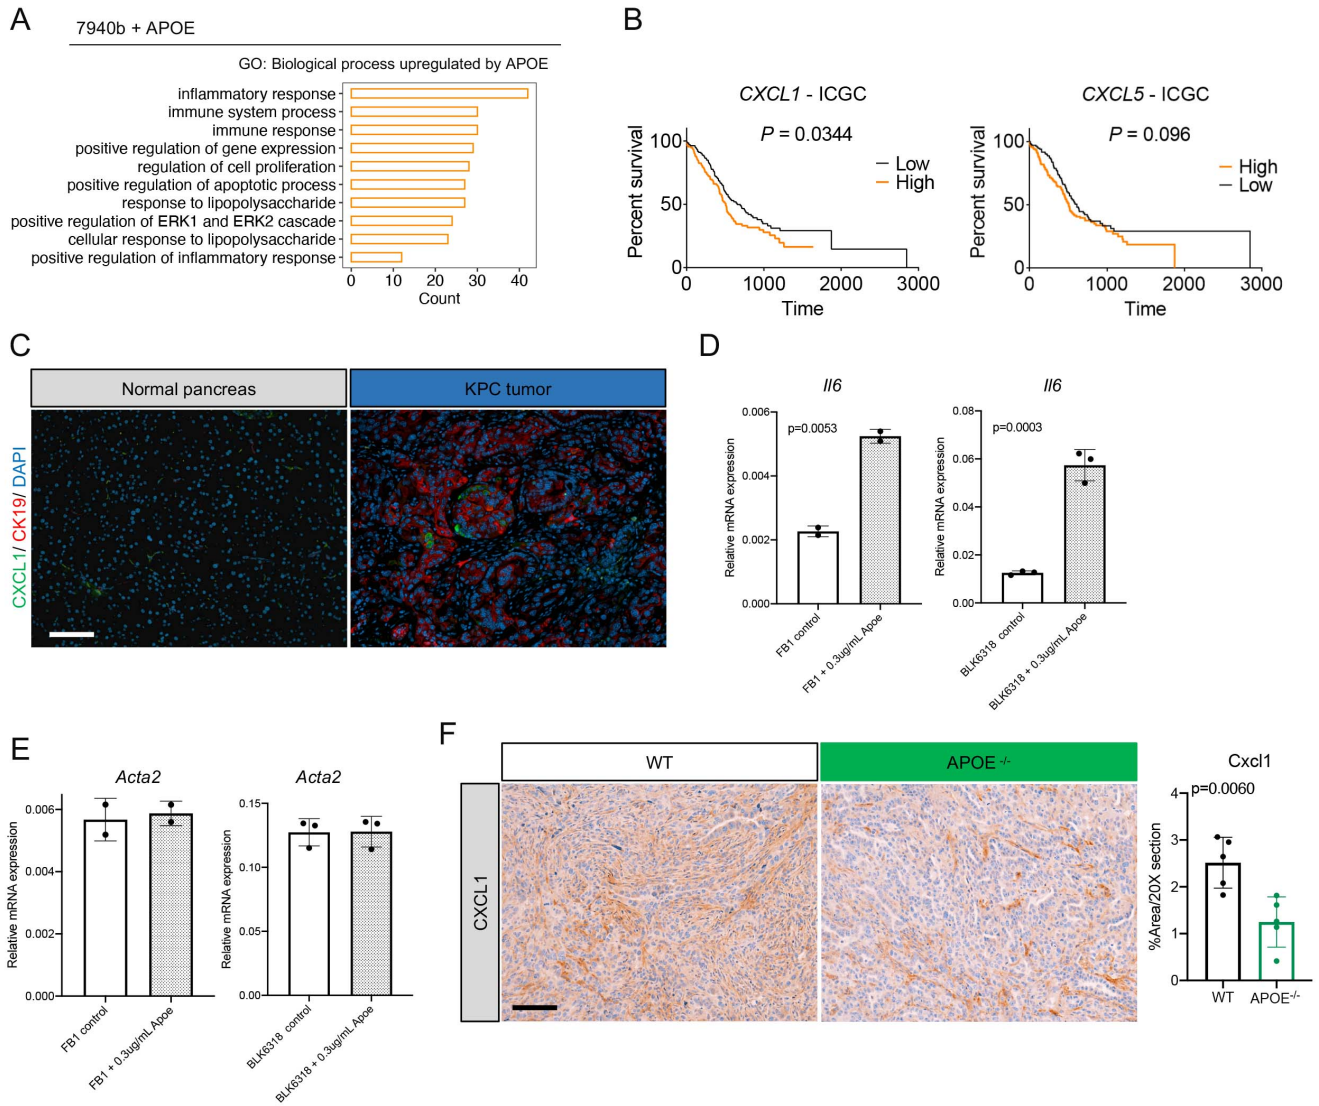 A
7940b + APOE
GO: Biological process upregulated by APOE
inflammatory response
immune system process
immune response
positive regulation of gene expression
regulation of cell proliferation
positive regulation of apoptotic process
response to lipopolysaccharide
positive regulation of ERK1 and ERK2 cascade
cellular response to lipopolysaccharide
positive regulation of inflammatory response
0 10 20 30 40
Count
B
CXCL1 - ICGC
P = 0.0344
Percent survival
100
50
0
Low
High
0 1000 2000 3000
Time
CXCL5 - ICGC
P = 0.096
Percent survival
100
50
0
High
Low
0 1000 2000 3000
Time
C
Normal pancreas
KPC tumor
CXCL1/ CK19/ DAPI
D
Il6
p=0.0053
Relative mRNA expression
0.006
0.004
0.002
0.000
FB1 control
FB1 + 0.3ug/mL Apoe
Il6
p=0.0003
Relative mRNA expression
0.08
0.06
0.04
0.02
0.00
BLK6318 control
BLK6318 + 0.3ug/mL Apoe
E
Acta2
Relative mRNA expression
0.006
0.004
0.002
0.000
FB1 control
FB1 + 0.3ug/mL Apoe
Acta2
Relative mRNA expression
0.15
0.10
0.05
0.00
BLK6318 control
BLK6318 + 0.3ug/mL Apoe
F
WT
APOE -/-
CXCL1
Cxcl1
p=0.0060
%Area/20X section
4
3
2
1
0
WT
APOE-/-